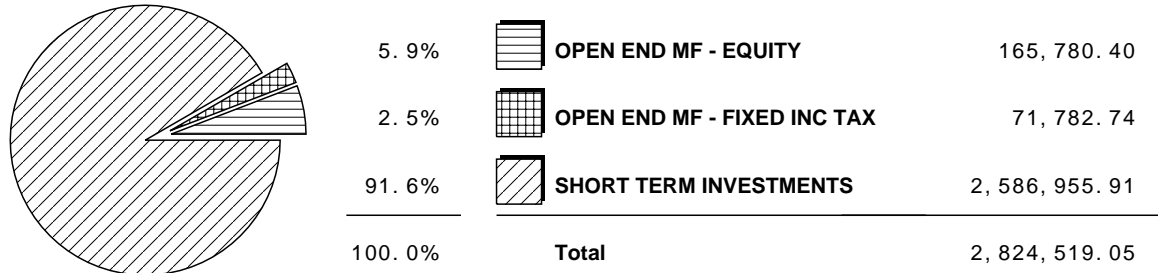 5.9% OPEN END MF - EQUITY 165,780.40
2.5% OPEN END MF - FIXED INC TAX 71,782.74
91.6% SHORT TERM INVESTMENTS 2,586,955.91
100.0% Total 2,824,519.05